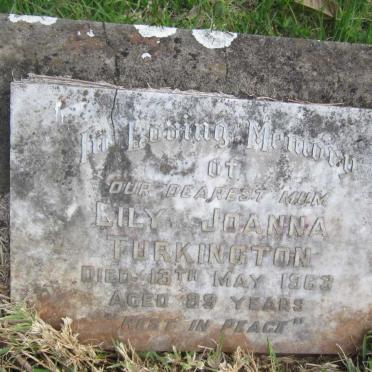 In Loving Memory
of
OUR DEAREST MUM
LILY JOANNA
TURKINGTON
DIED 13TH MAY 1963
AGED 89 YEARS
"REST IN PEACE"